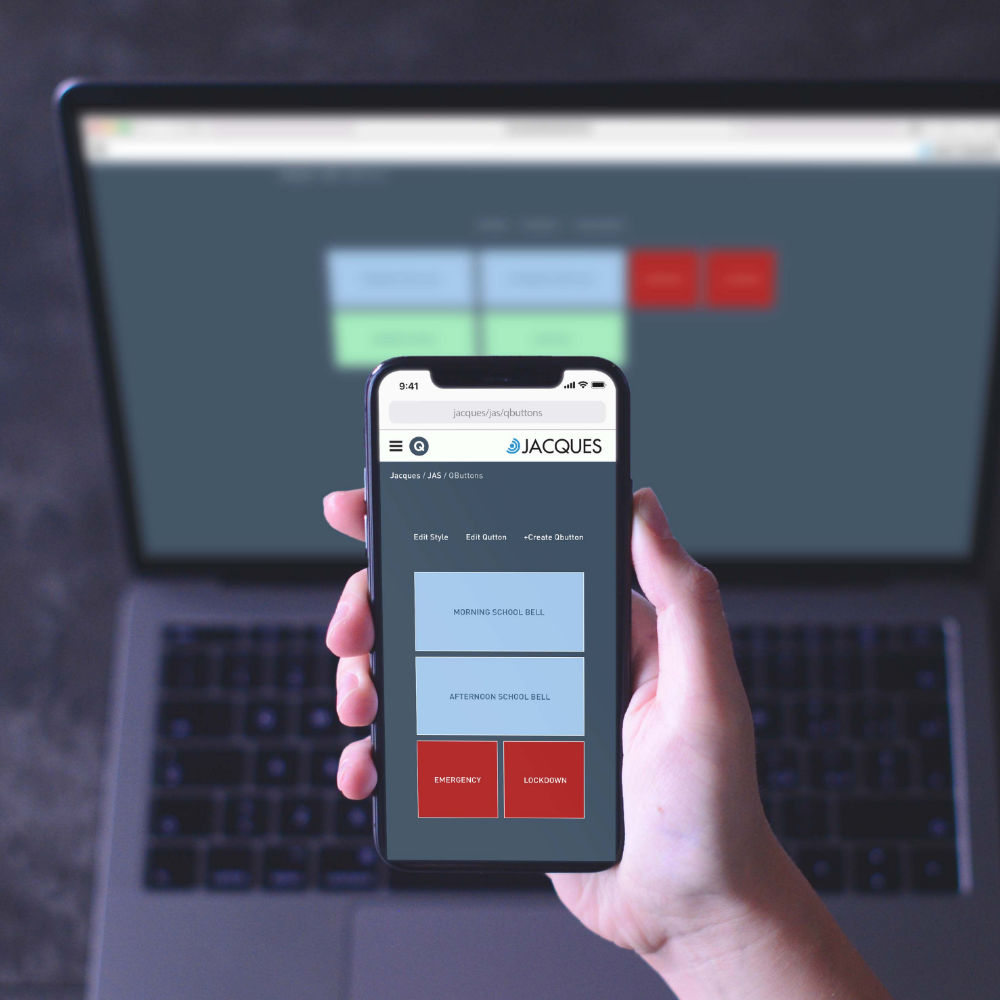 9:41
jacques/jas/qbuttons
Q JACQUES
Jacques / JAS / QButtons
Edit Style Edit Qutton +Create Qbutton
MORNING SCHOOL BELL
AFTERNOON SCHOOL BELL
EMERGENCY LOCKDOWN